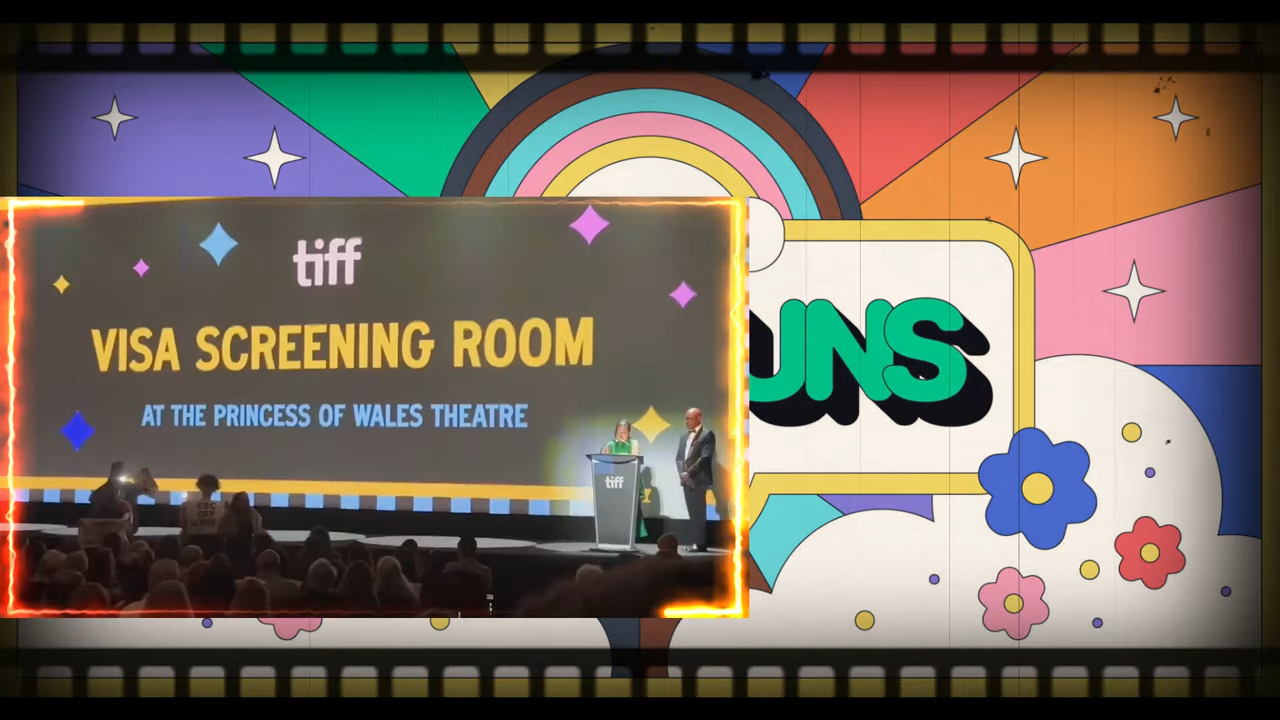 tiff
VISA SCREENING ROOM
AT THE PRINCESS OF WALES THEATRE
tiff
UNS